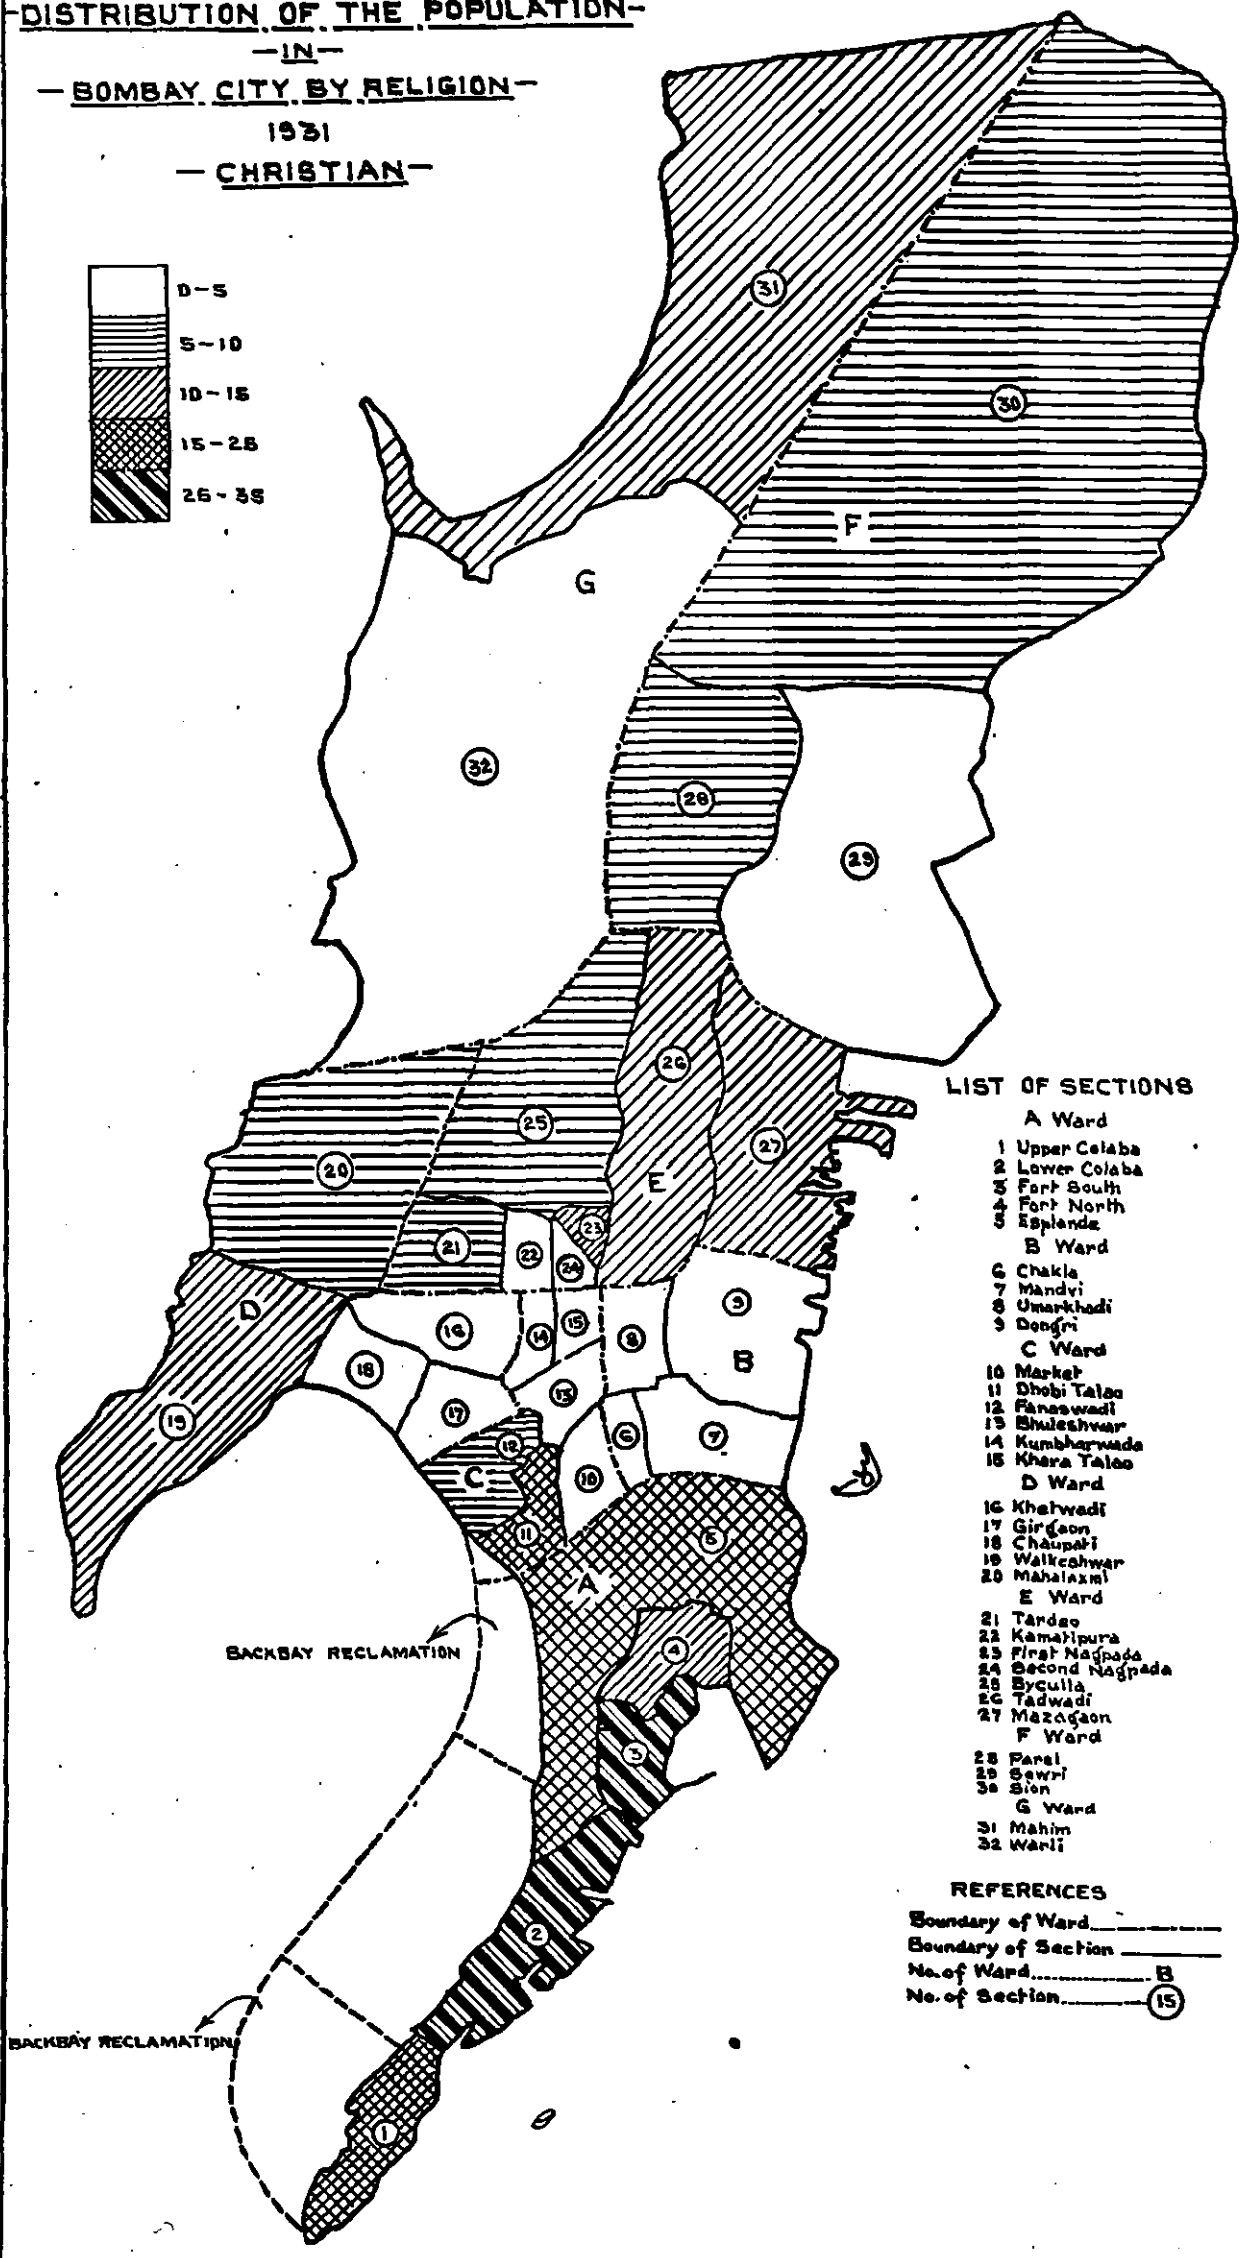 -DISTRIBUTION OF THE POPULATION-
-IN-
-BOMBAY CITY BY RELIGION-
1931
-CHRISTIAN-
0-5
5-10
10-15
15-25
25-35
31
30
F
G
32
28
29
26
25
27
20
E
23
21
22
24
D
9
16
15
14
8
B
18
13
19
17
6
7
12
C
10
11
5
A
4
BACKBAY RECLAMATION
3
2
BACKBAY RECLAMATION
1
LIST OF SECTIONS
A Ward
1 Upper Colaba
2 Lower Colaba
3 Fort South
4 Fort North
5 Esplande
B Ward
6 Chakla
7 Mandvi
8 Umarkhadi
9 Dongri
C Ward
10 Market
11 Dhobi Talao
12 Fanaswadi
13 Bhuleshwar
14 Kumbharwada
15 Khara Talao
D Ward
16 Khetwadi
17 Girgaon
18 Chaupati
19 Walkeshwar
20 Mahalaxmi
E Ward
21 Tardeo
22 Kamatipura
23 First Nagpada
24 Second Nagpada
25 Byculla
26 Tadwadi
27 Mazagaon
F Ward
28 Parel
29 Sewri
30 Sion
G Ward
31 Mahim
32 Warli
REFERENCES
Boundary of Ward
Boundary of Section
No. of Ward B
No. of Section 15